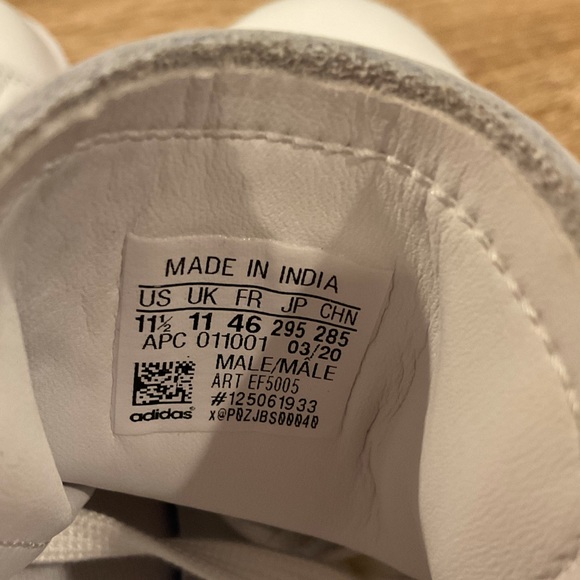 MADE IN INDIA
US UK FR JP CHN
11½ 11 46 295 285
APC 011001 03/20
MALE/MÂLE
ART EF5005
#125061933
adidas x@P0ZJBS00040